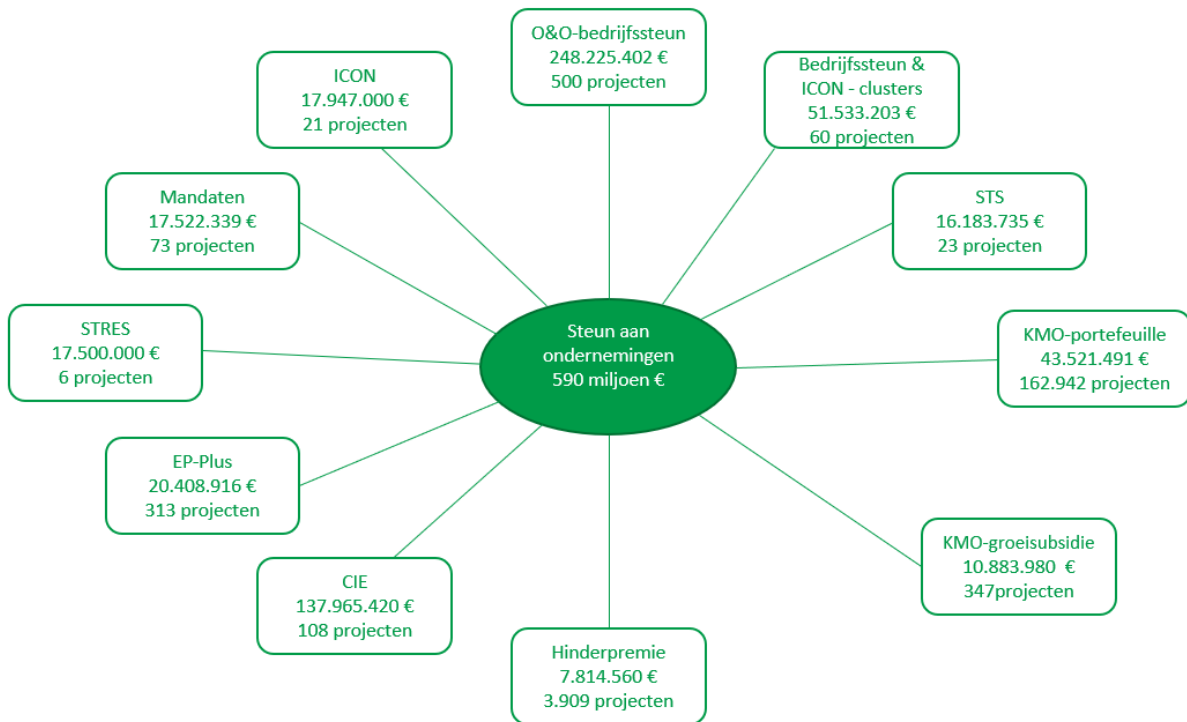 O&O-bedrijfssteun
248.225.402 €
500 projecten
Bedrijfssteun &
ICON - clusters
51.533.203 €
60 projecten
ICON
17.947.000 €
21 projecten
Mandaten
17.522.339 €
73 projecten
STS
16.183.735 €
23 projecten
STRES
17.500.000 €
6 projecten
Steun aan
ondernemingen
590 miljoen €
KMO-portefeuille
43.521.491 €
162.942 projecten
EP-Plus
20.408.916 €
313 projecten
KMO-groeisubsidie
10.883.980 €
347projecten
CIE
137.965.420 €
108 projecten
Hinderpremie
7.814.560 €
3.909 projecten